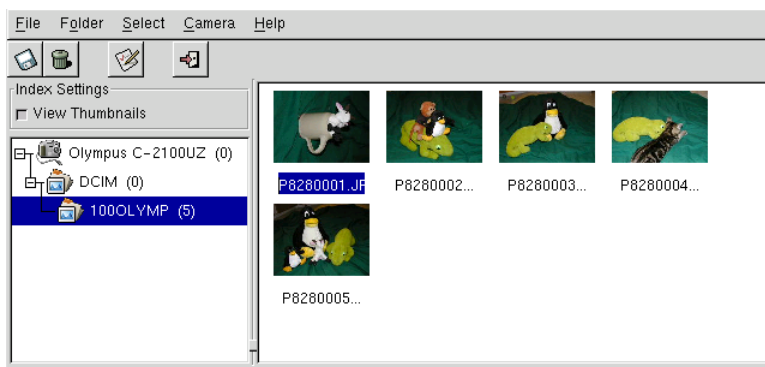 File Folder Select Camera Help
Index Settings
View Thumbnails
Olympus C-2100UZ (0)
DCIM (0)
100OLYMP (5)
P8280001.JP P8280002... P8280003... P8280004...
P8280005...